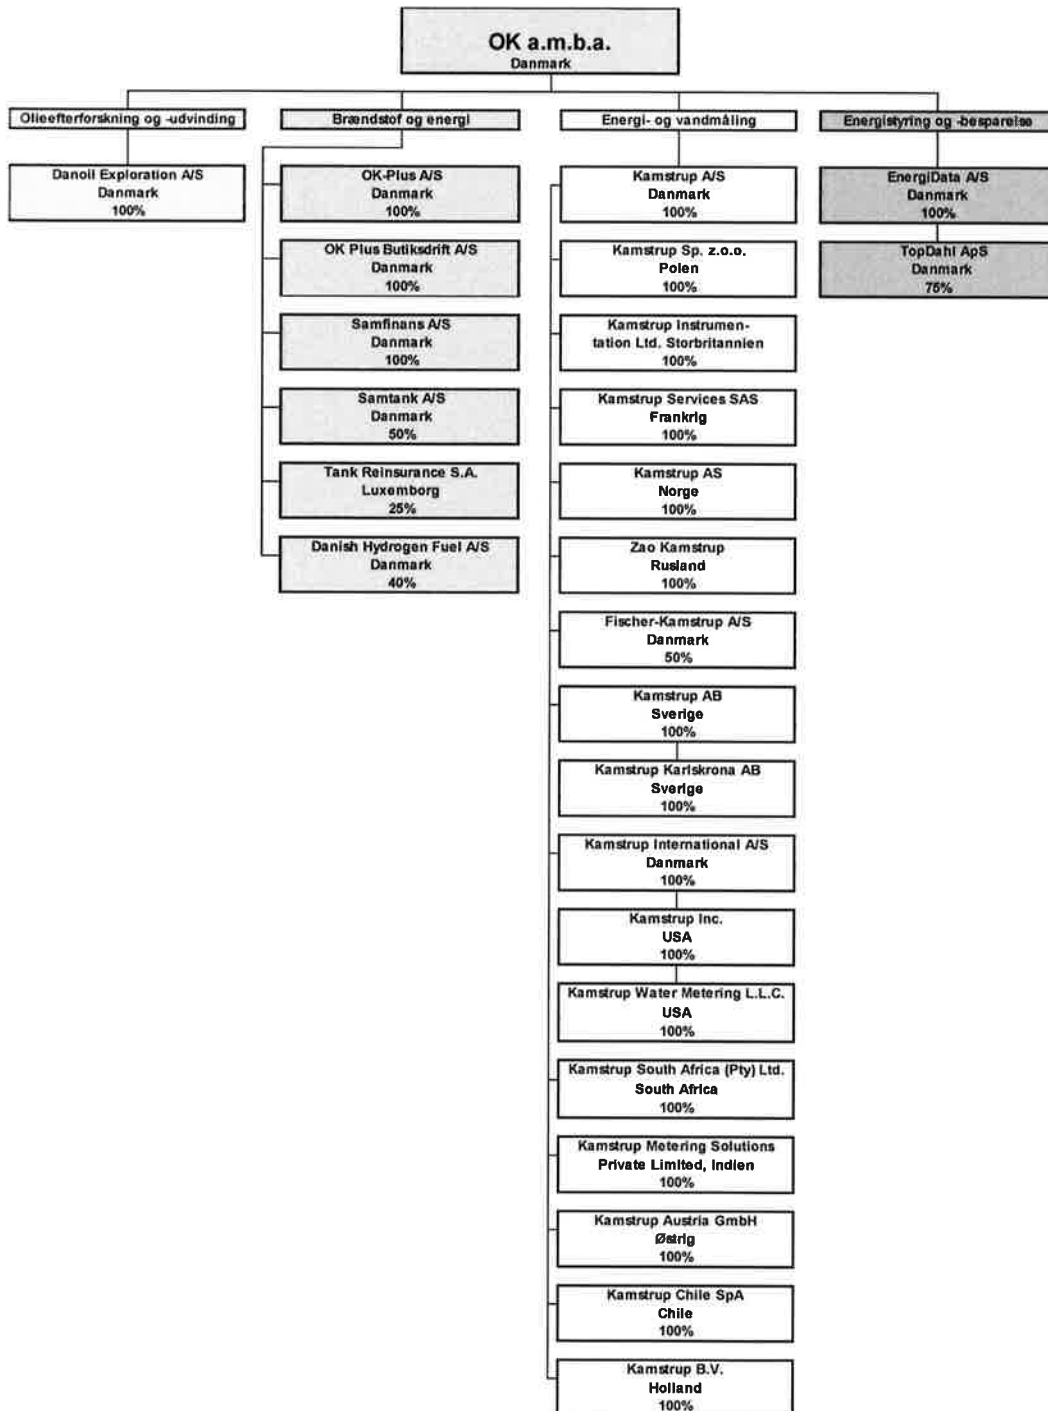 OK a.m.b.a.
Danmark
Olieefterforskning og -udvinding
Danoil Exploration A/S
Danmark
100%
Brændstof og energi
OK-Plus A/S
Danmark
100%
OK Plus Butiksdrift A/S
Danmark
100%
Samfinans A/S
Danmark
100%
Samtank A/S
Danmark
50%
Tank Reinsurance S.A.
Luxemborg
25%
Danish Hydrogen Fuel A/S
Danmark
40%
Energi- og vandmåling
Kamstrup A/S
Danmark
100%
Kamstrup Sp. z.o.o.
Polen
100%
Kamstrup Instrumen-
tation Ltd. Storbritannien
100%
Kamstrup Services SAS
Frankrig
100%
Kamstrup AS
Norge
100%
Zao Kamstrup
Rusland
100%
Fischer-Kamstrup A/S
Danmark
50%
Kamstrup AB
Sverige
100%
Kamstrup Karlskrona AB
Sverige
100%
Kamstrup International A/S
Danmark
100%
Kamstrup Inc.
USA
100%
Kamstrup Water Metering L.L.C.
USA
100%
Kamstrup South Africa (Pty) Ltd.
South Africa
100%
Kamstrup Metering Solutions
Private Limited, Indien
100%
Kamstrup Austria GmbH
Østrig
100%
Kamstrup Chile SpA
Chile
100%
Kamstrup B.V.
Holland
100%
Energistyring og -besparelse
EnergiData A/S
Danmark
100%
TopDahl ApS
Danmark
75%